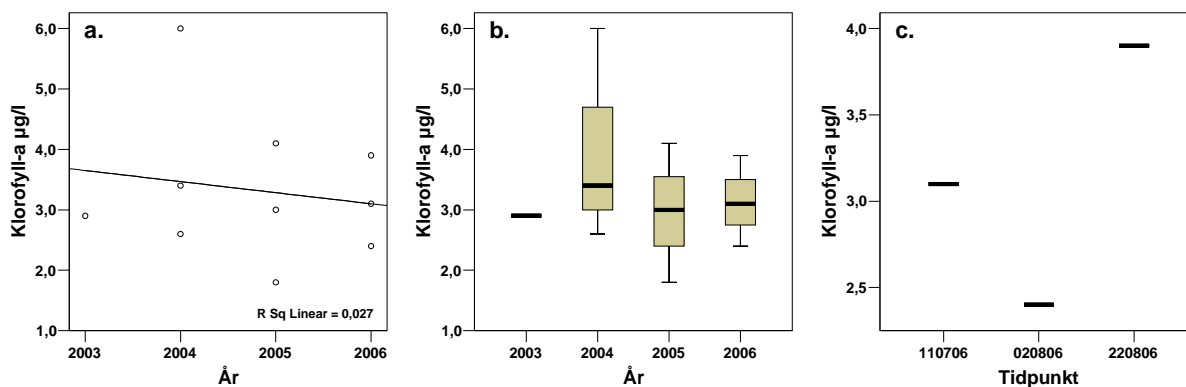 a.
Klorofyll-a µg/l
6,0
5,0
4,0
3,0
2,0
1,0
R Sq Linear = 0,027
2003 2004 2005 2006
År
b.
Klorofyll-a µg/l
6,0
5,0
4,0
3,0
2,0
1,0
2003 2004 2005 2006
År
c.
Klorofyll-a µg/l
4,0
3,5
3,0
2,5
110706 020806 220806
Tidpunkt